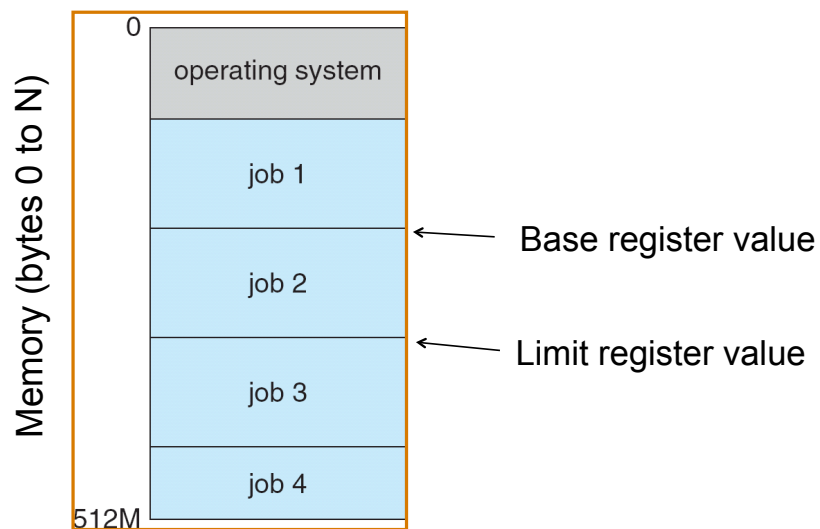 Memory (bytes 0 to N)
0
operating system
job 1
Base register value
job 2
Limit register value
job 3
job 4
512M